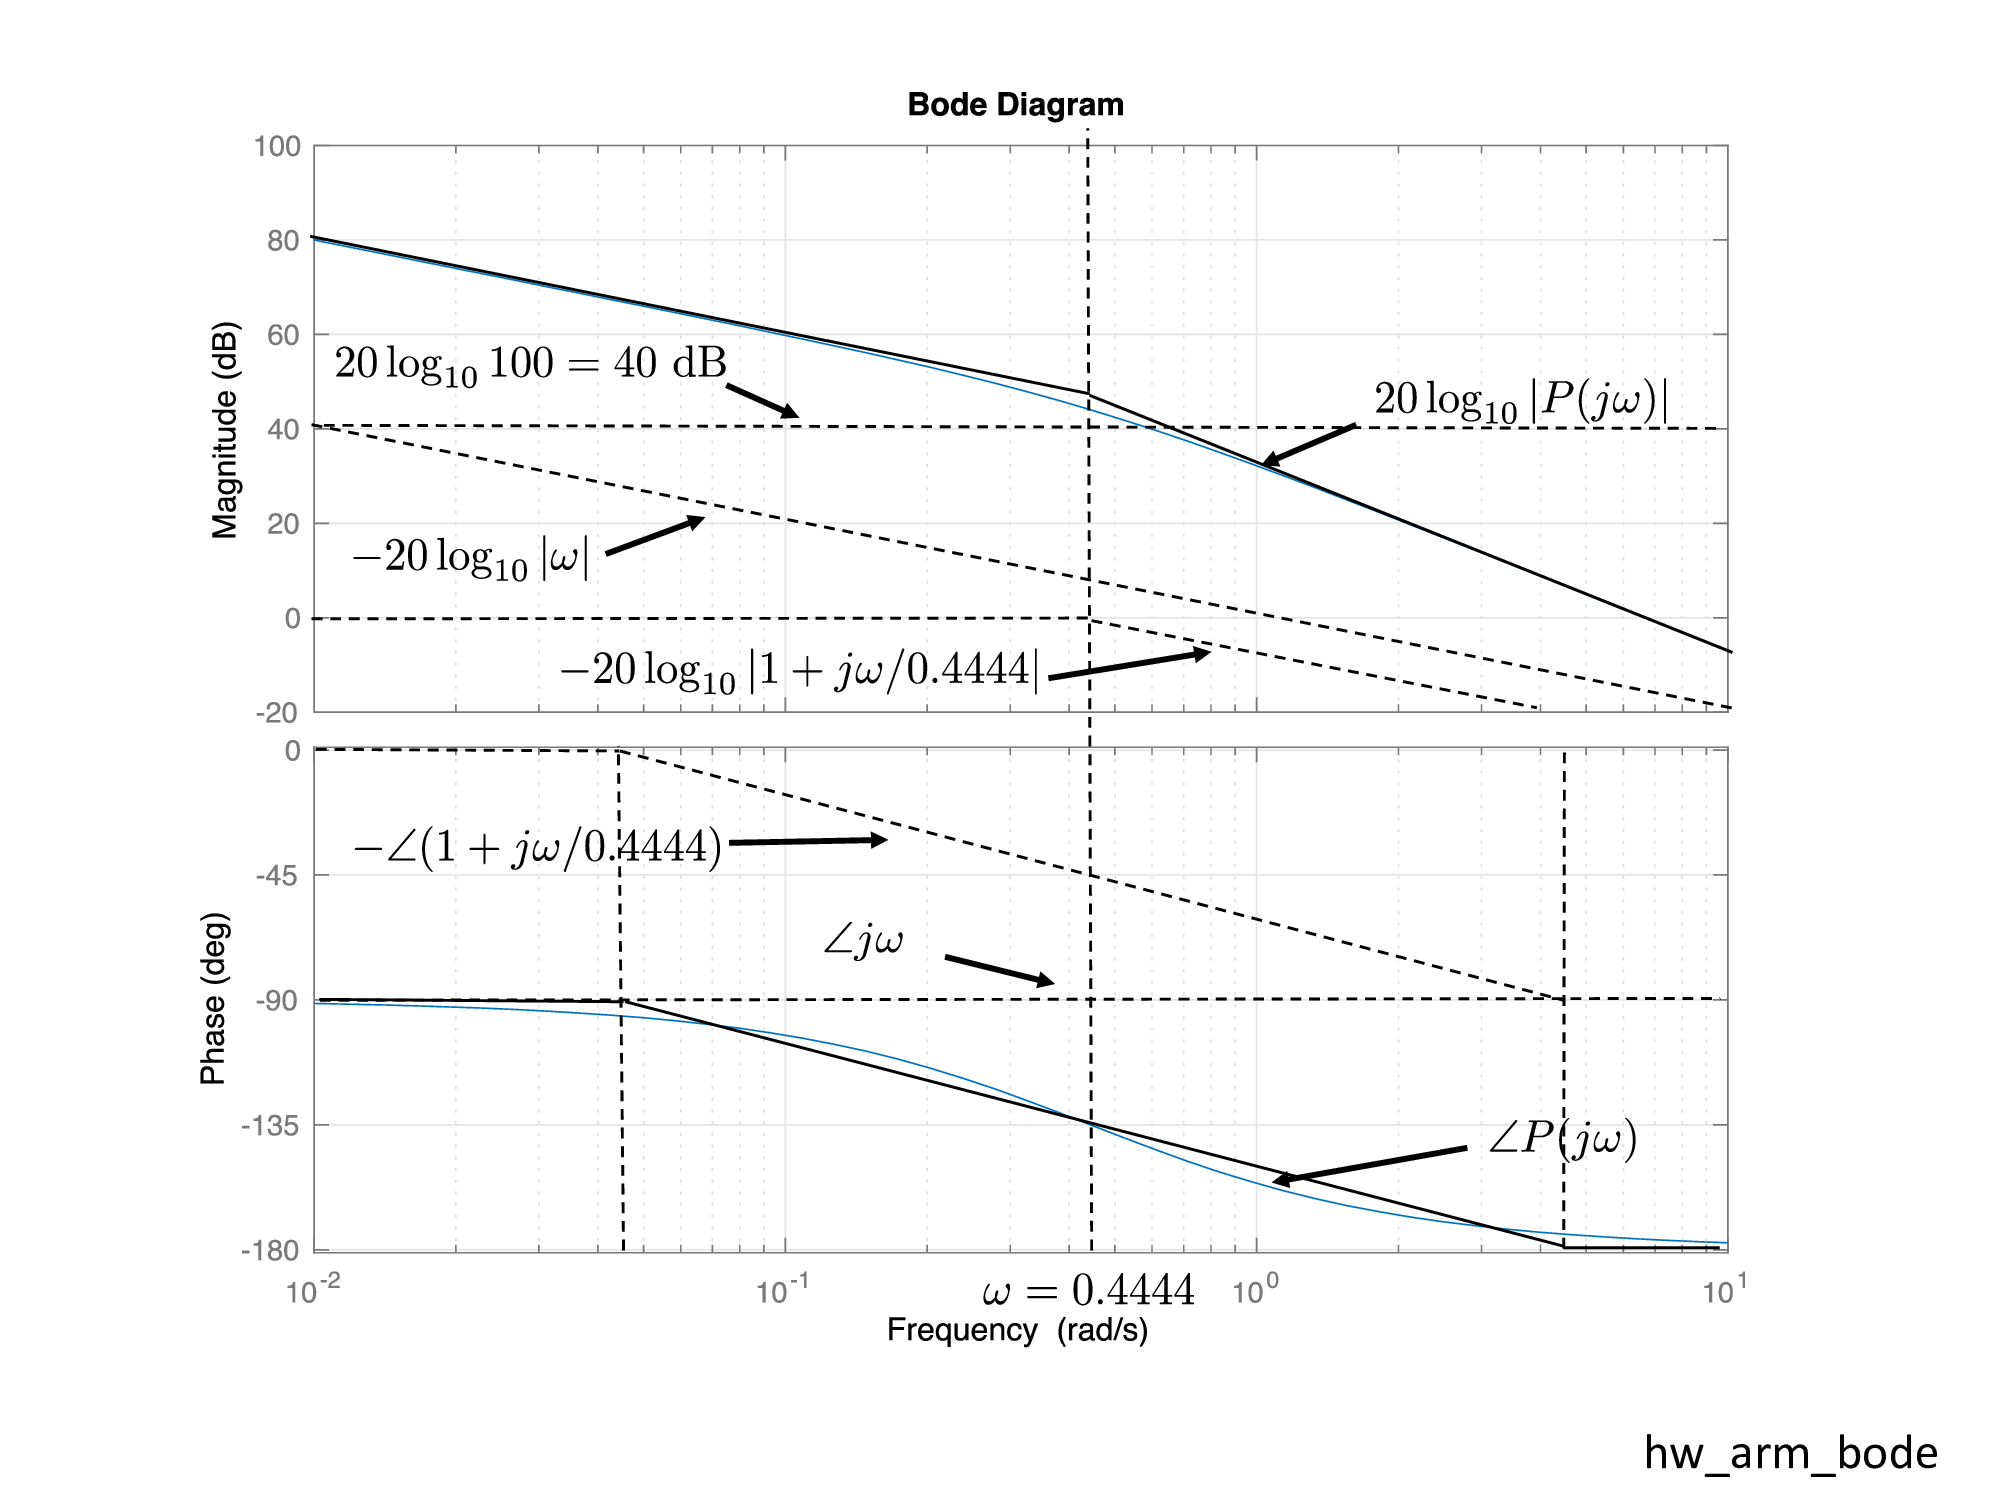 Bode Diagram
100
80
60
40
20
0
-20
Magnitude (dB)
20 log₁₀ 100 = 40 dB
20 log₁₀ |P(jω)|
−20 log₁₀ |ω|
−20 log₁₀ |1 + jω/0.4444|
0
-45
-90
-135
-180
Phase (deg)
−∠(1 + jω/0.4444)
∠jω
∠P(jω)
10⁻² 10⁻¹ ω = 0.4444 10⁰ 10¹
Frequency (rad/s)
hw_arm_bode